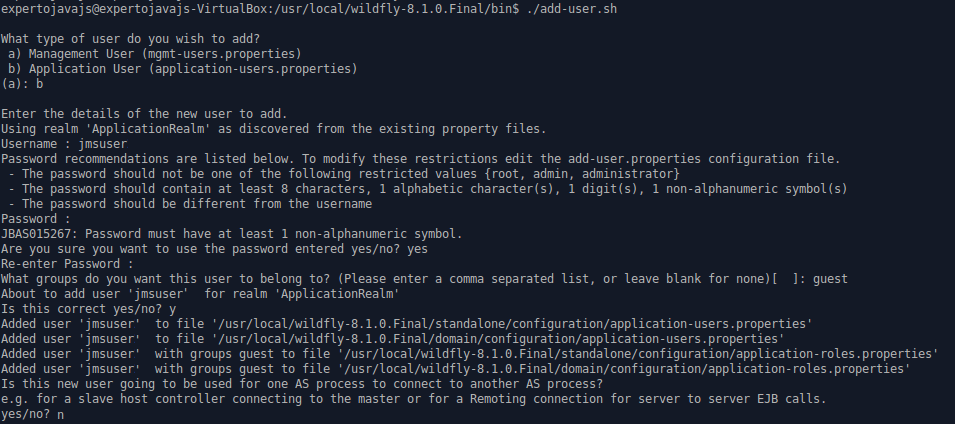 expertojavajs@expertojavajs-VirtualBox:/usr/local/wildfly-8.1.0.Final/bin$ ./add-user.sh
What type of user do you wish to add?
 a) Management User (mgmt-users.properties)
 b) Application User (application-users.properties)
(a): b
Enter the details of the new user to add.
Using realm 'ApplicationRealm' as discovered from the existing property files.
Username : jmsuser
Password recommendations are listed below. To modify these restrictions edit the add-user.properties configuration file.
 - The password should not be one of the following restricted values {root, admin, administrator}
 - The password should contain at least 8 characters, 1 alphabetic character(s), 1 digit(s), 1 non-alphanumeric symbol(s)
 - The password should be different from the username
Password :
JBAS015267: Password must have at least 1 non-alphanumeric symbol.
Are you sure you want to use the password entered yes/no? yes
Re-enter Password :
What groups do you want this user to belong to? (Please enter a comma separated list, or leave blank for none)[  ]: guest
About to add user 'jmsuser'  for realm 'ApplicationRealm'
Is this correct yes/no? y
Added user 'jmsuser'  to file '/usr/local/wildfly-8.1.0.Final/standalone/configuration/application-users.properties'
Added user 'jmsuser'  to file '/usr/local/wildfly-8.1.0.Final/domain/configuration/application-users.properties'
Added user 'jmsuser'  with groups guest to file '/usr/local/wildfly-8.1.0.Final/standalone/configuration/application-roles.properties'
Added user 'jmsuser'  with groups guest to file '/usr/local/wildfly-8.1.0.Final/domain/configuration/application-roles.properties'
Is this new user going to be used for one AS process to connect to another AS process?
e.g. for a slave host controller connecting to the master or for a Remoting connection for server to server EJB calls.
yes/no? n